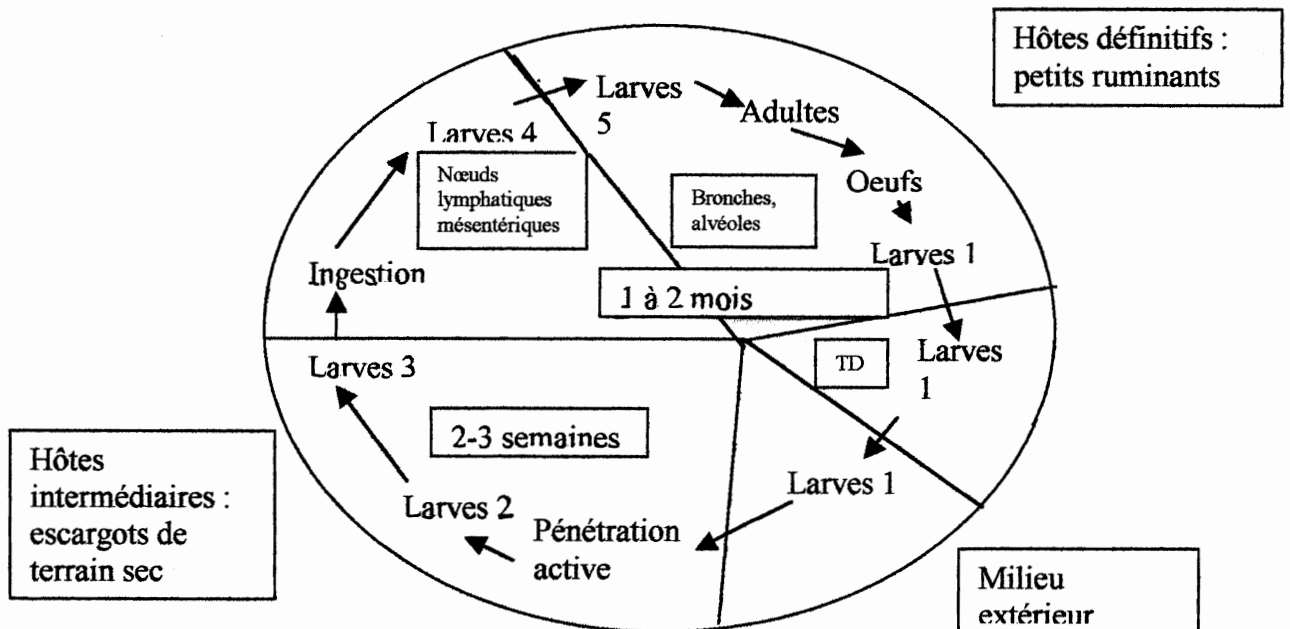 Hôtes définitifs :
petits ruminants
Larves
5
Adultes
Oeufs
Larves 1
Larves
1
TD
Larves 1
Milieu
extérieur
Pénétration
active
Larves 2
2-3 semaines
Larves 3
Hôtes
intermédiaires :
escargots de
terrain sec
Ingestion
Larves 4
Nœuds
lymphatiques
mésentériques
Bronches,
alvéoles
1 à 2 mois